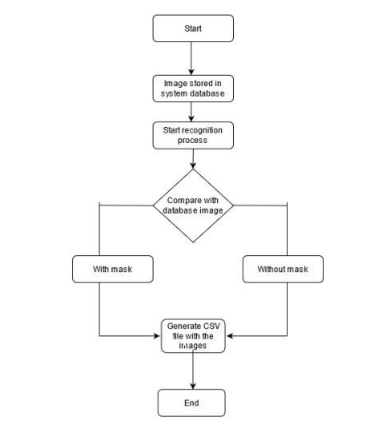 Start
Image stored in
system database
Start recognition
process
Compare with
database image
With mask
Without mask
Generate CSV
file with the
images
End